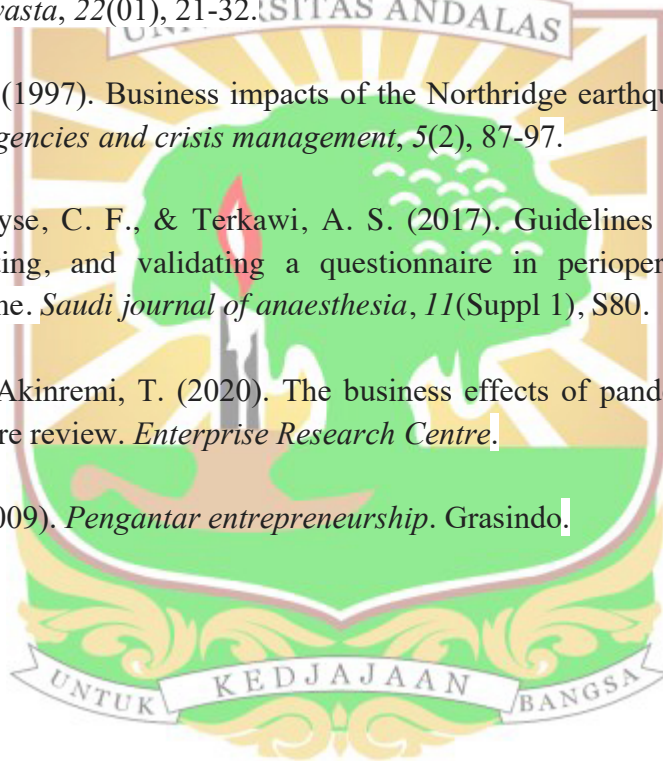 vasta, 22(01), 21-32.
UNIVERSITAS ANDALAS
(1997). Business impacts of the Northridge earthqu
gencies and crisis management, 5(2), 87-97.
yse, C. F., & Terkawi, A. S. (2017). Guidelines
ting, and validating a questionnaire in perioper
ne. Saudi journal of anaesthesia, 11(Suppl 1), S80.
Akinremi, T. (2020). The business effects of pand
re review. Enterprise Research Centre.
009). Pengantar entrepreneurship. Grasindo.
UNTUK KEDJAJAAN BANGSA